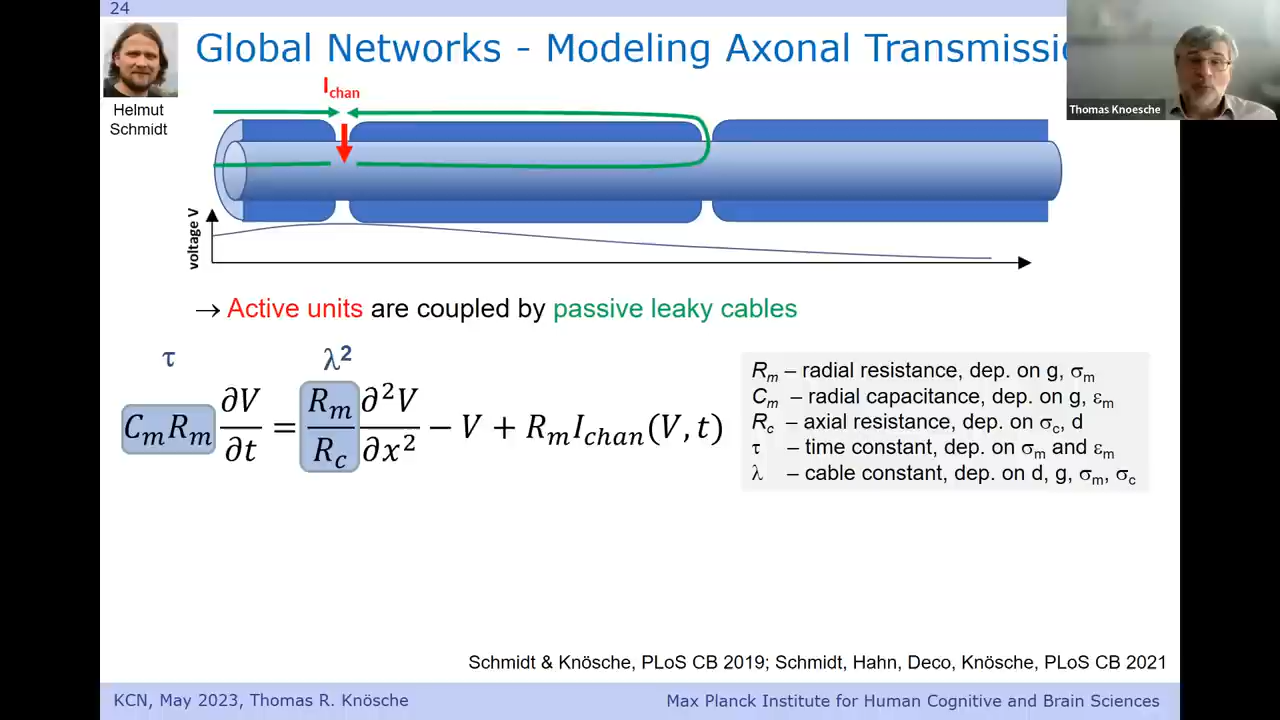 24
Global Networks - Modeling Axonal
Thomas Knoesche
Helmut
Schmidt
I_chan
voltage V
→ Active units are coupled by passive leaky cables
τ
λ²
C_m R_m ∂V/∂t = R_m/R_c ∂²V/∂x² − V + R_m I_chan(V, t)
R_m – radial resistance, dep. on g, σ_m
C_m – radial capacitance, dep. on g, ε_m
R_c – axial resistance, dep. on σ_c, d
τ – time constant, dep. on σ_m and ε_m
λ – cable constant, dep. on d, g, σ_m, σ_c
Schmidt & Knösche, PLoS CB 2019; Schmidt, Hahn, Deco, Knösche, PLoS CB 2021
KCN, May 2023, Thomas R. Knösche
Max Planck Institute for Human Cognitive and Brain Sciences